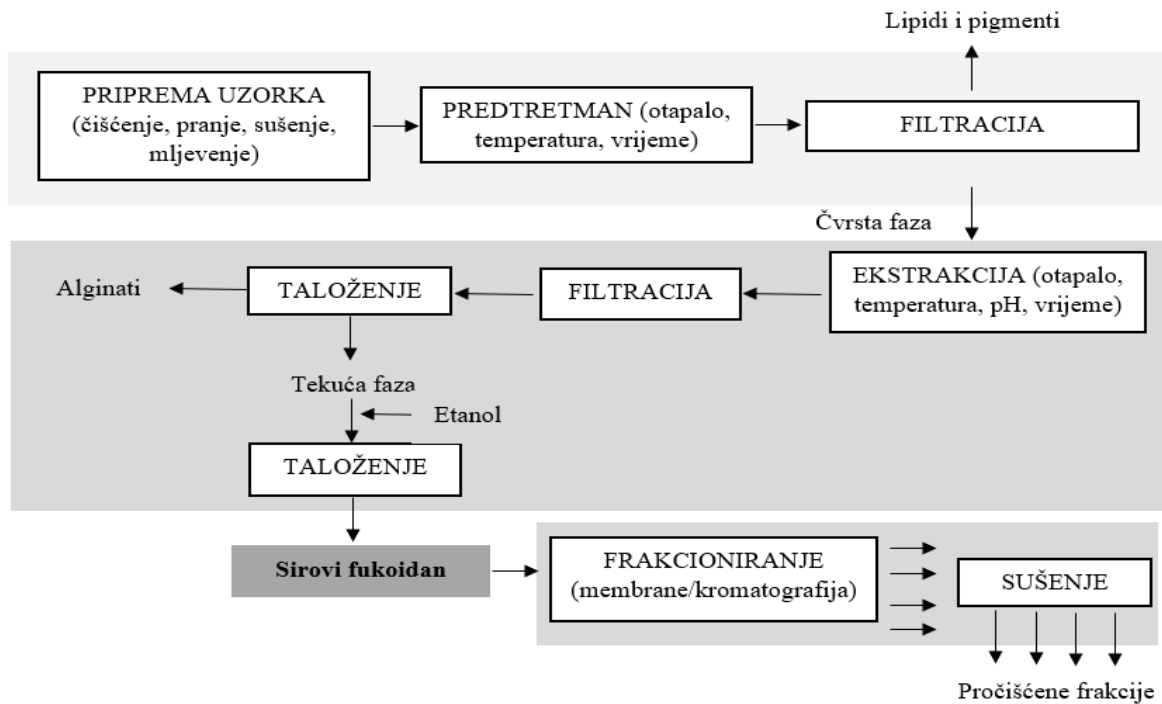 Lipidi i pigmenti
PRIPREMA UZORKA
(čišćenje, pranje, sušenje,
mljevenje)
PREDTRETMAN (otapalo,
temperatura, vrijeme)
FILTRACIJA
Čvrsta faza
EKSTRAKCIJA (otapalo,
temperatura, pH, vrijeme)
FILTRACIJA
TALOŽENJE
Alginati
Tekuća faza
Etanol
TALOŽENJE
Sirovi fukoidan
FRAKCIONIRANJE
(membrane/kromatografija)
SUŠENJE
Pročišćene frakcije